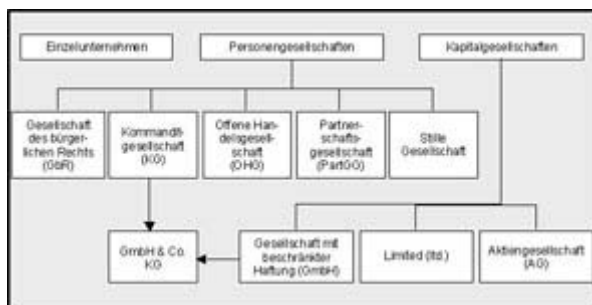 Einzelunternehmen
Personengesellschaften
Kapitalgesellschaften
Gesellschaft
des bürger-
lichen Rechts
(GbR)
Kommandit-
gesellschaft
(KG)
Offene Han-
delsgesell-
schaft
(OHG)
Partner-
schafts-
gesellschaft
(PartGG)
Stille
Gesellschaft
GmbH & Co.
KG
Gesellschaft mit
beschränkter
Haftung (GmbH)
Limited (ltd.)
Aktiengesellschaft
(AG)